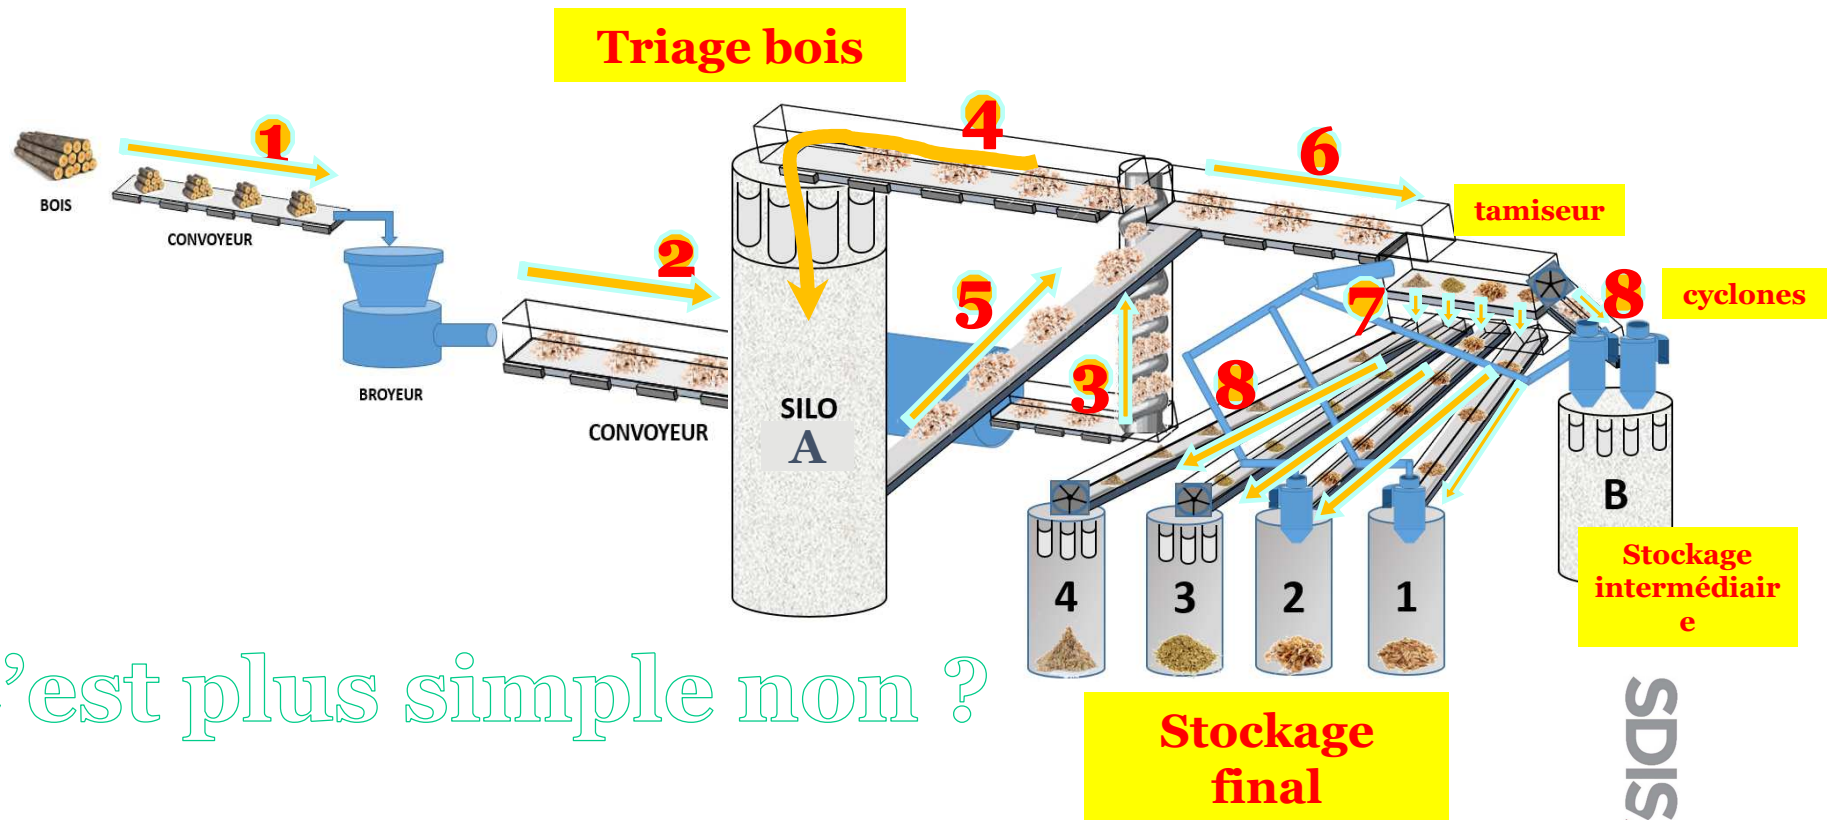 Triage bois
1
4
6
BOIS
tamiseur
CONVOYEUR
2
5
7
8
cyclones
3
8
BROYEUR
SILO
A
CONVOYEUR
B
4
3
2
1
Stockage
intermédiair
e
’est plus simple non ?
Stockage
final
SDIS